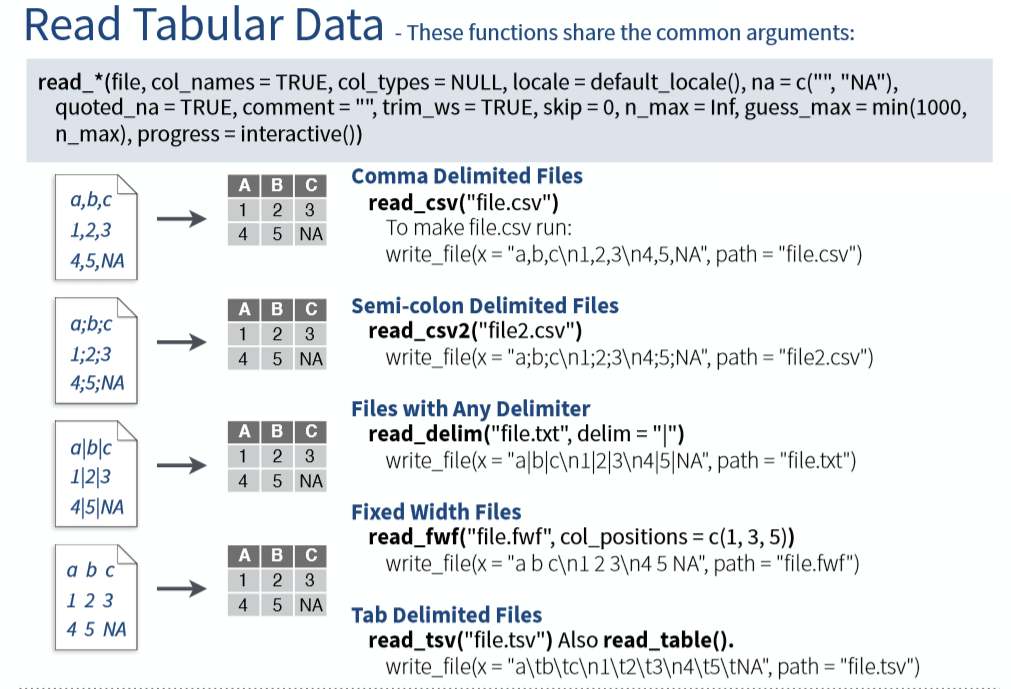 Read Tabular Data - These functions share the common arguments:
read_*(file, col_names = TRUE, col_types = NULL, locale = default_locale(), na = c("", "NA"),
quoted_na = TRUE, comment = "", trim_ws = TRUE, skip = 0, n_max = Inf, guess_max = min(1000,
n_max), progress = interactive())
a,b,c
1,2,3
4,5,NA
A B C
1 2 3
4 5 NA
Comma Delimited Files
read_csv("file.csv")
To make file.csv run:
write_file(x = "a,b,c\n1,2,3\n4,5,NA", path = "file.csv")
a;b;c
1;2;3
4;5;NA
A B C
1 2 3
4 5 NA
Semi-colon Delimited Files
read_csv2("file2.csv")
write_file(x = "a;b;c\n1;2;3\n4;5;NA", path = "file2.csv")
a|b|c
1|2|3
4|5|NA
A B C
1 2 3
4 5 NA
Files with Any Delimiter
read_delim("file.txt", delim = "|")
write_file(x = "a|b|c\n1|2|3\n4|5|NA", path = "file.txt")
a b c
1 2 3
4 5 NA
A B C
1 2 3
4 5 NA
Fixed Width Files
read_fwf("file.fwf", col_positions = c(1, 3, 5))
write_file(x = "a b c\n1 2 3\n4 5 NA", path = "file.fwf")
Tab Delimited Files
read_tsv("file.tsv") Also read_table().
write_file(x = "a\tb\tc\n1\t2\t3\n4\t5\tNA", path = "file.tsv")